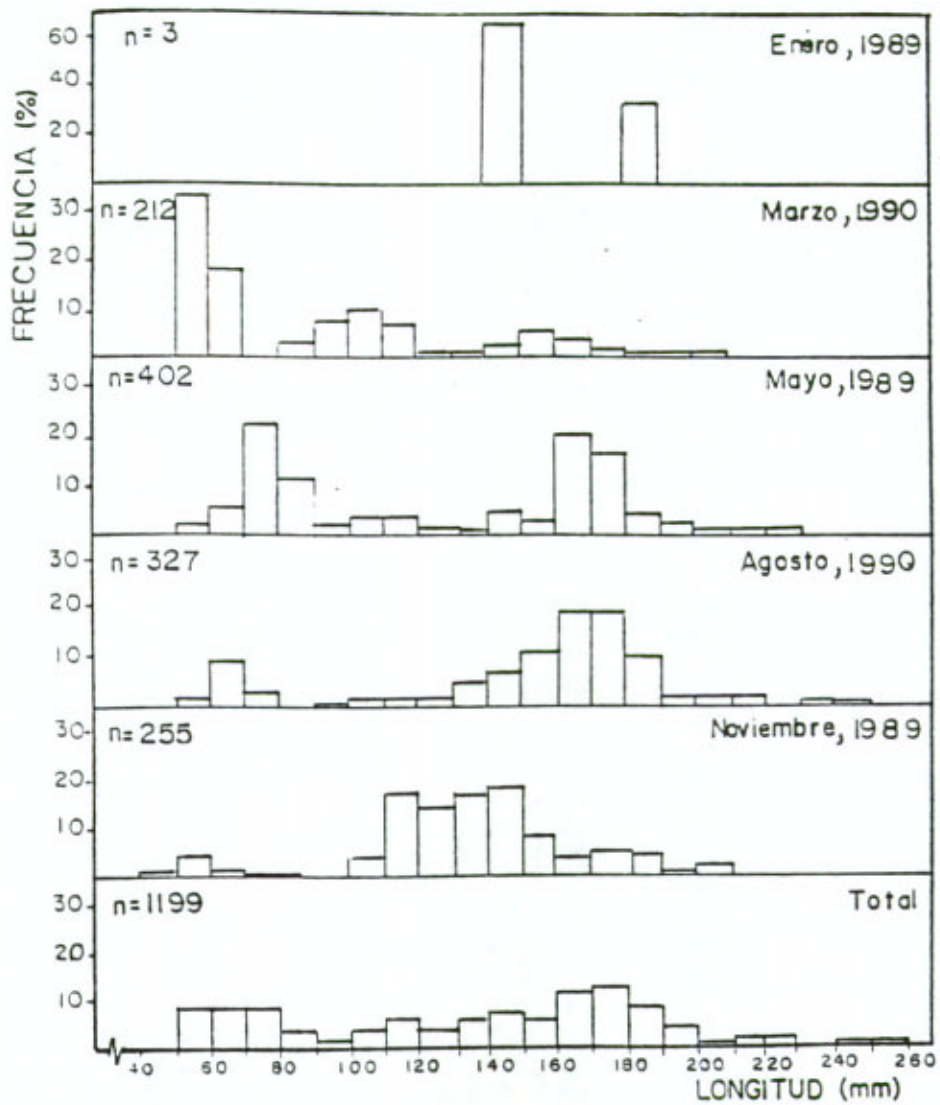 FRECUENCIA (%)
n=3
Enero, 1989
60
40
20
n=212
Marzo, 1990
30
20
10
n=402
Mayo, 1989
30
20
10
n=327
Agosto, 1990
30
20
10
n=255
Noviembre, 1989
30
20
10
n=1199
Total
30
20
10
40 60 80 100 120 140 160 180 200 220 240 260
LONGITUD (mm)